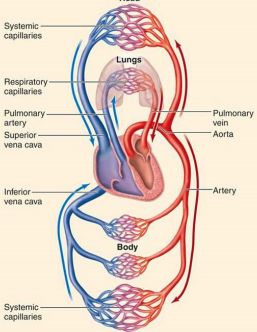 Head
Systemic
capillaries
Lungs
Respiratory
capillaries
Pulmonary
artery
Superior
vena cava
Pulmonary
vein
Aorta
Inferior
vena cava
Artery
Body
Systemic
capillaries